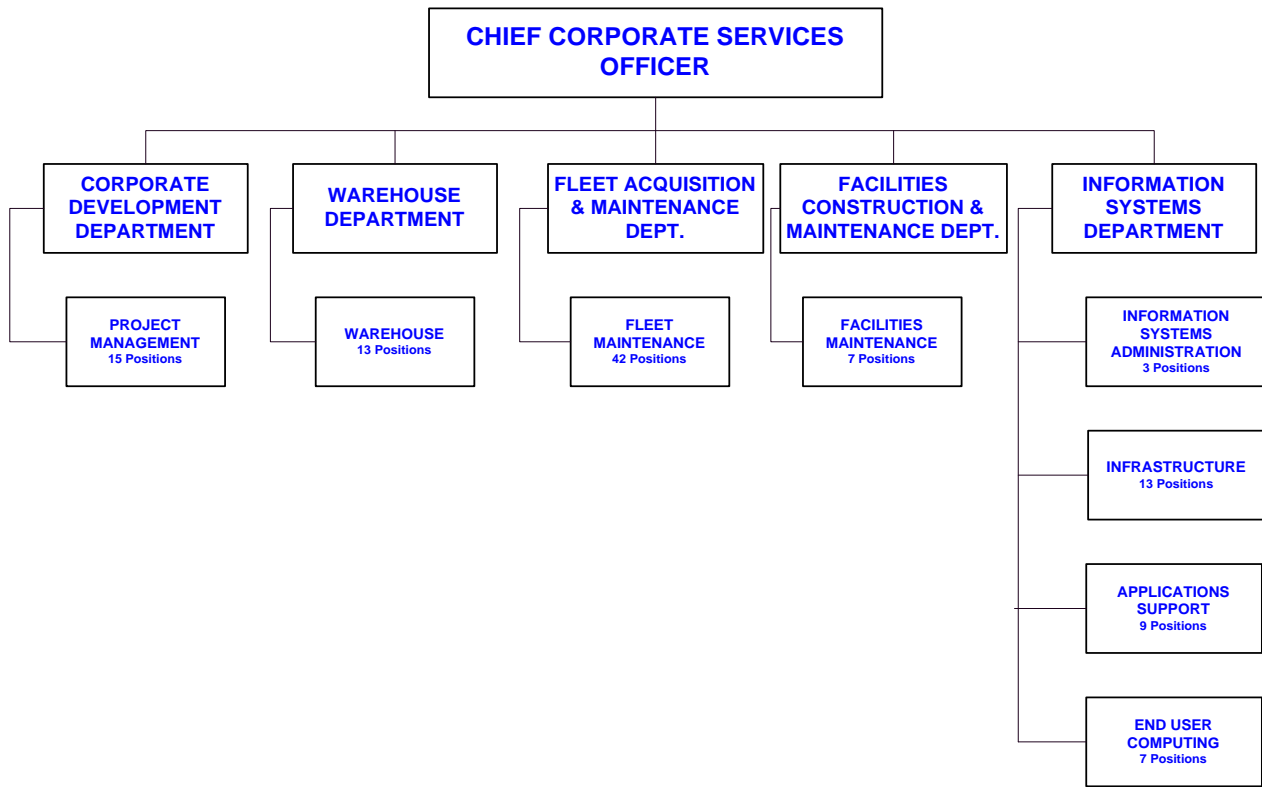 CHIEF CORPORATE SERVICES
OFFICER
CORPORATE
DEVELOPMENT
DEPARTMENT
WAREHOUSE
DEPARTMENT
FLEET ACQUISITION
& MAINTENANCE
DEPT.
FACILITIES
CONSTRUCTION &
MAINTENANCE DEPT.
INFORMATION
SYSTEMS
DEPARTMENT
PROJECT
MANAGEMENT
15 Positions
WAREHOUSE
13 Positions
FLEET
MAINTENANCE
42 Positions
FACILITIES
MAINTENANCE
7 Positions
INFORMATION
SYSTEMS
ADMINISTRATION
3 Positions
INFRASTRUCTURE
13 Positions
APPLICATIONS
SUPPORT
9 Positions
END USER
COMPUTING
7 Positions